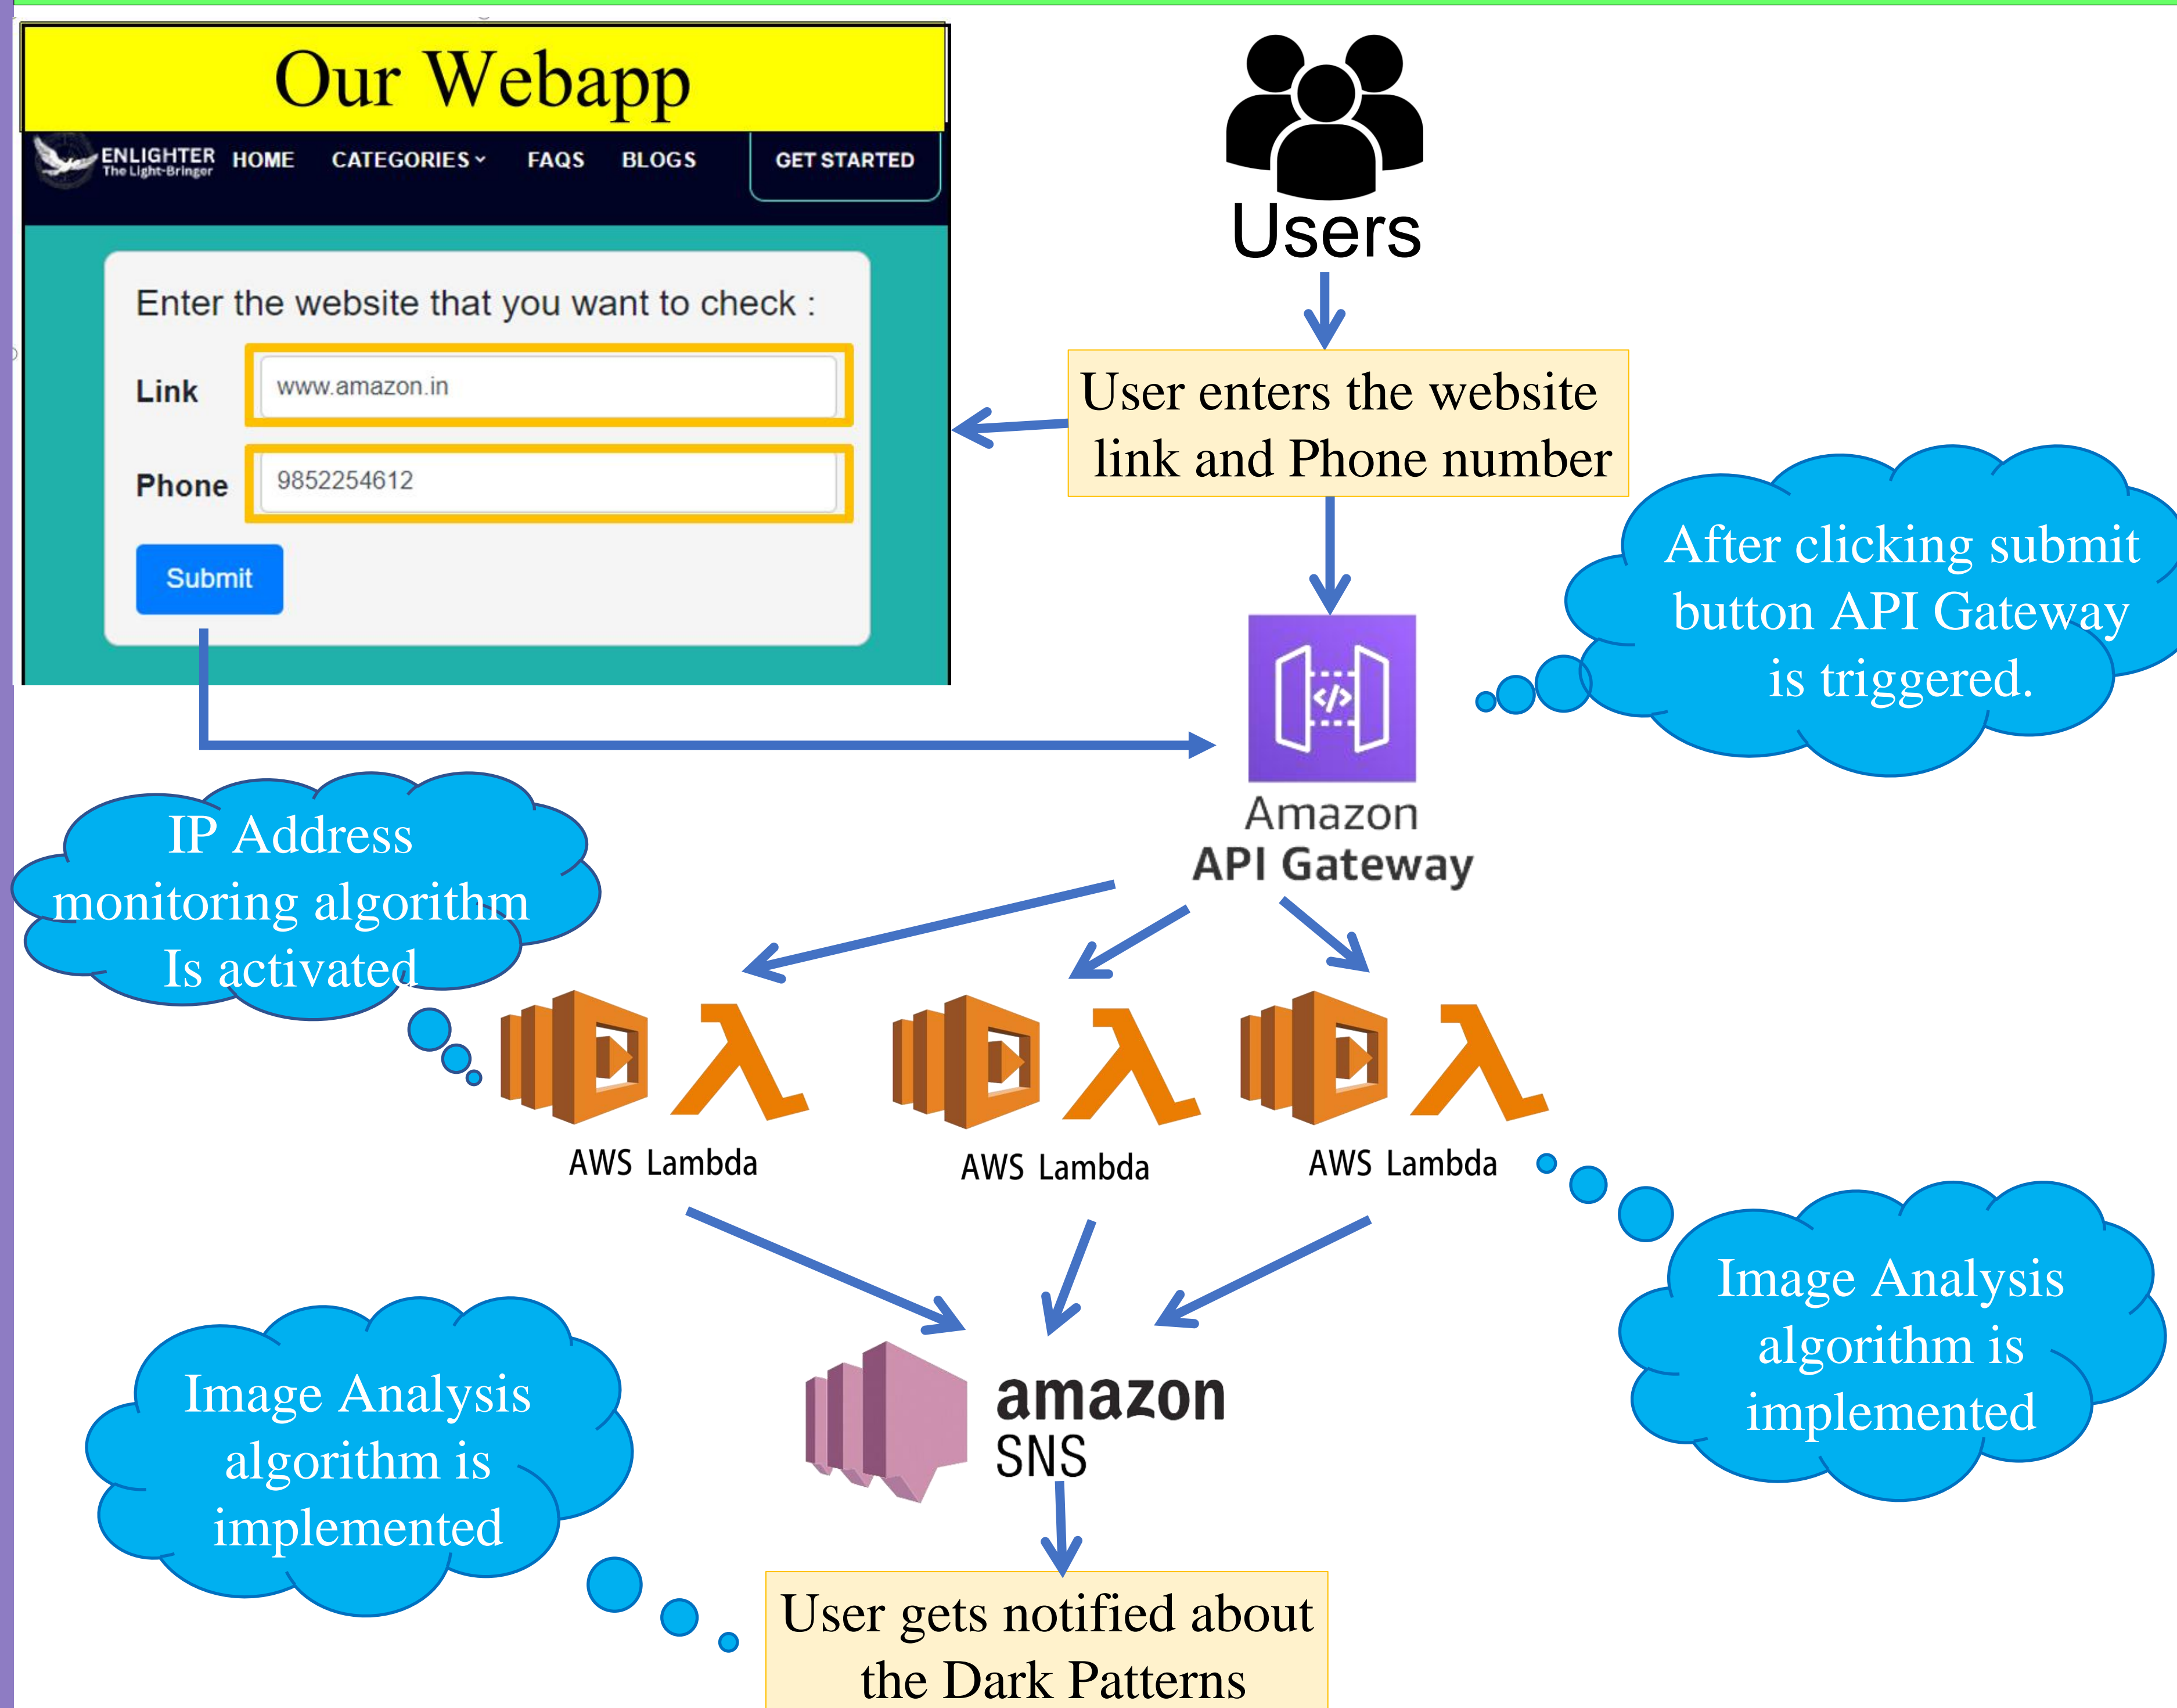 Our Webapp
ENLIGHTER
The Light-Bringer
HOME
CATEGORIES
FAQS
BLOGS
GET STARTED
Enter the website that you want to check :
Link
www.amazon.in
Phone
9852254612
Submit
Users
User enters the website
link and Phone number
After clicking submit
button API Gateway
is triggered.
</>
Amazon
API Gateway
IP Address
monitoring algorithm
Is activated
AWS Lambda
AWS Lambda
AWS Lambda
Image Analysis
algorithm is
implemented
amazon
SNS
Image Analysis
algorithm is
implemented
User gets notified about
the Dark Patterns